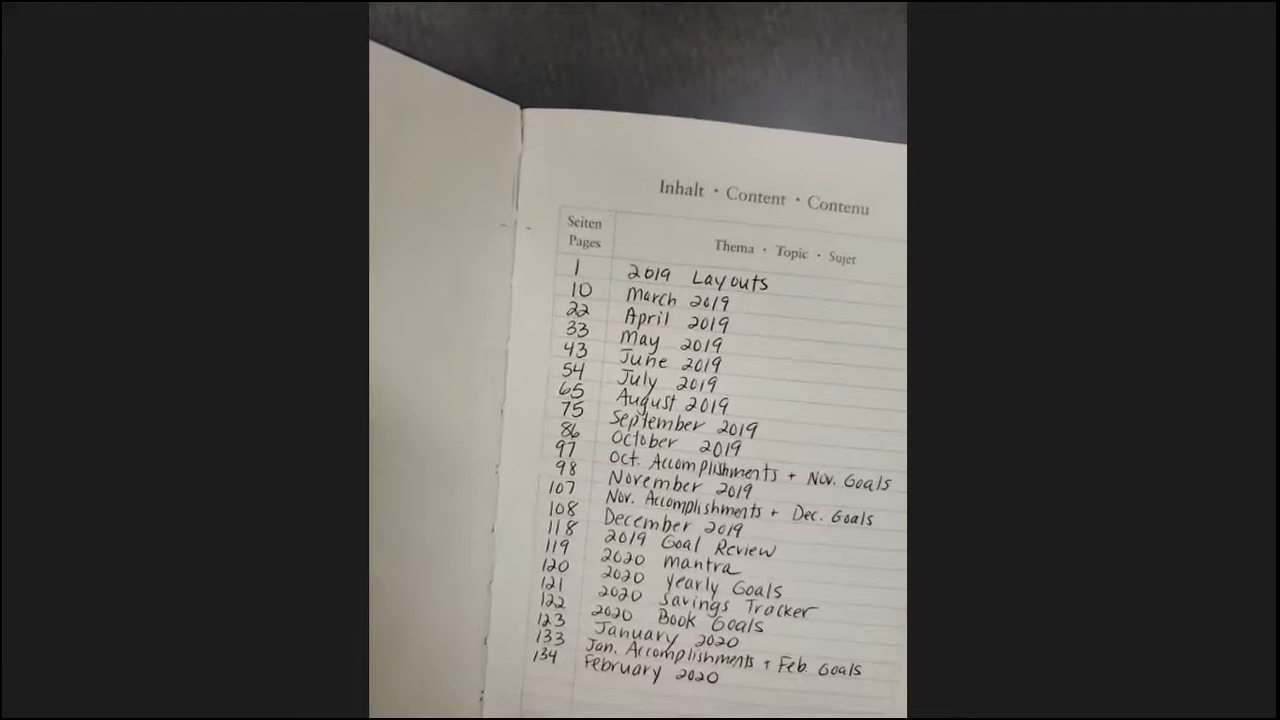 Inhalt • Content • Contenu
Seiten
Pages
Thema • Topic • Sujet
1 2019 Layouts
10 March 2019
22 April 2019
33 May 2019
43 June 2019
54 July 2019
65 August 2019
75 September 2019
86 October 2019
97 Oct. Accomplishments + Nov. Goals
98 November 2019
107 Nov. Accomplishments + Dec. Goals
108 December 2019
118 2019 Goal Review
119 2020 mantra
120 2020 Yearly Goals
121 2020 Savings Tracker
122 2020 Book Goals
123 January 2020
133 Jan. Accomplishments + Feb. Goals
134 February 2020